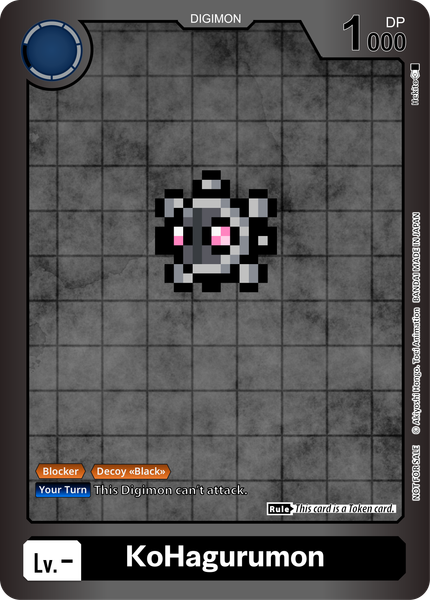 DIGIMON
DP
1000
Hokito
Blocker Decoy «Black»
Your Turn This Digimon can't attack.
Rule This card is a Token card.
NOT FOR SALE © Akiyoshi Hongo, Toei Animation BANDAI MADE IN JAPAN
Lv.-
KoHagurumon